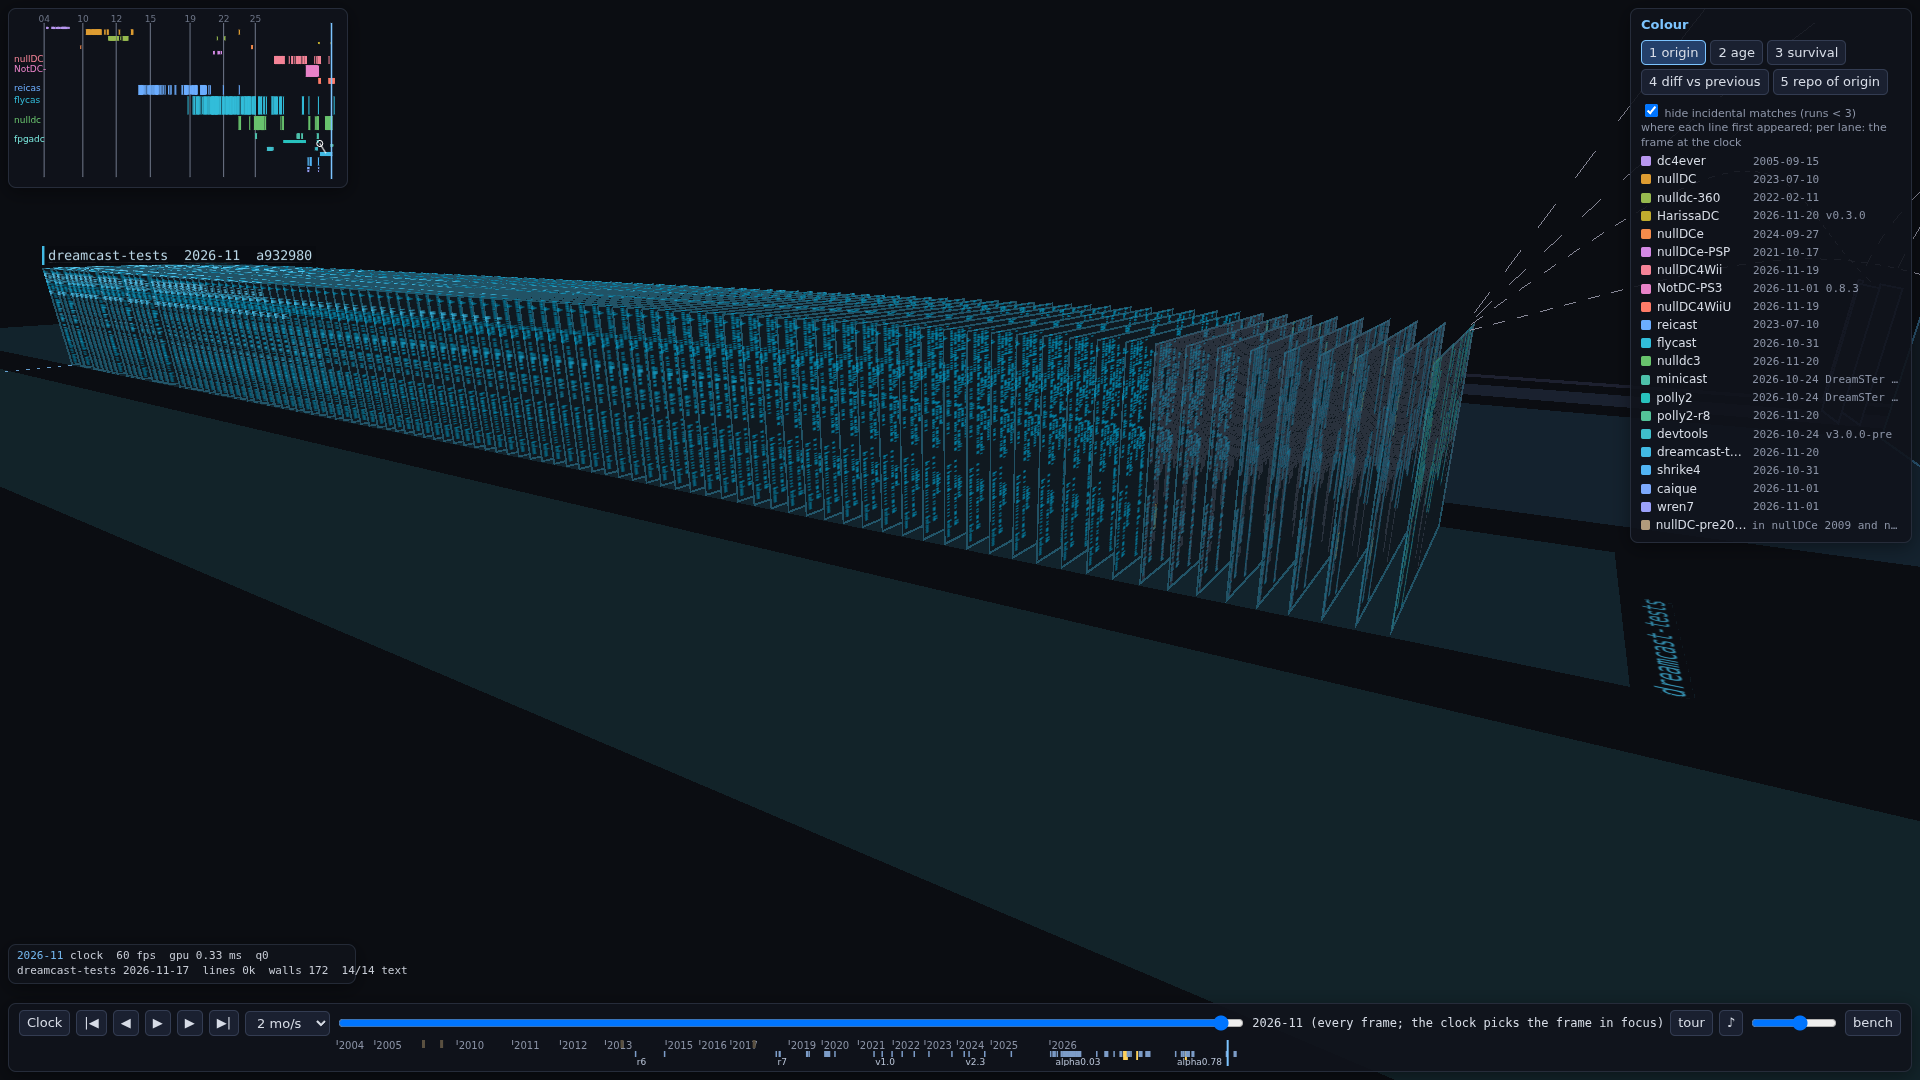 04 10 12 15 19 22 25
nullDC
NotDC-
reicas
flycas
nulldc
fpgadc
dreamcast-tests 2026-11 a932980
dreamcast-tests
Colour
1 origin 2 age 3 survival
4 diff vs previous 5 repo of origin
hide incidental matches (runs < 3)
where each line first appeared; per lane: the
frame at the clock
dc4ever 2005-09-15
nullDC 2023-07-10
nulldc-360 2022-02-11
HarissaDC 2026-11-20 v0.3.0
nullDCe 2024-09-27
nullDCe-PSP 2021-10-17
nullDC4Wii 2026-11-19
NotDC-PS3 2026-11-01 0.8.3
nullDC4WiiU 2026-11-19
reicast 2023-07-10
flycast 2026-10-31
nulldc3 2026-11-20
minicast 2026-10-24 DreamSTer …
polly2 2026-10-24 DreamSTer …
polly2-r8 2026-11-20
devtools 2026-10-24 v3.0.0-pre
dreamcast-t… 2026-11-20
shrike4 2026-10-31
caique 2026-11-01
wren7 2026-11-01
nullDC-pre20… in nullDCe 2009 and n…
2026-11 clock 60 fps gpu 0.33 ms q0
dreamcast-tests 2026-11-17 lines 0k walls 172 14/14 text
Clock |◀ ◀ ▶ ▶ ▶| 2 mo/s 2026-11 (every frame; the clock picks the frame in focus) tour ♪ bench
2004 2005 2010 2011 2012 2013 2015 2016 2017 2019 2020 2021 2022 2023 2024 2025 2026
r6 r7 v1.0 v2.3 alpha0.03 alpha0.78